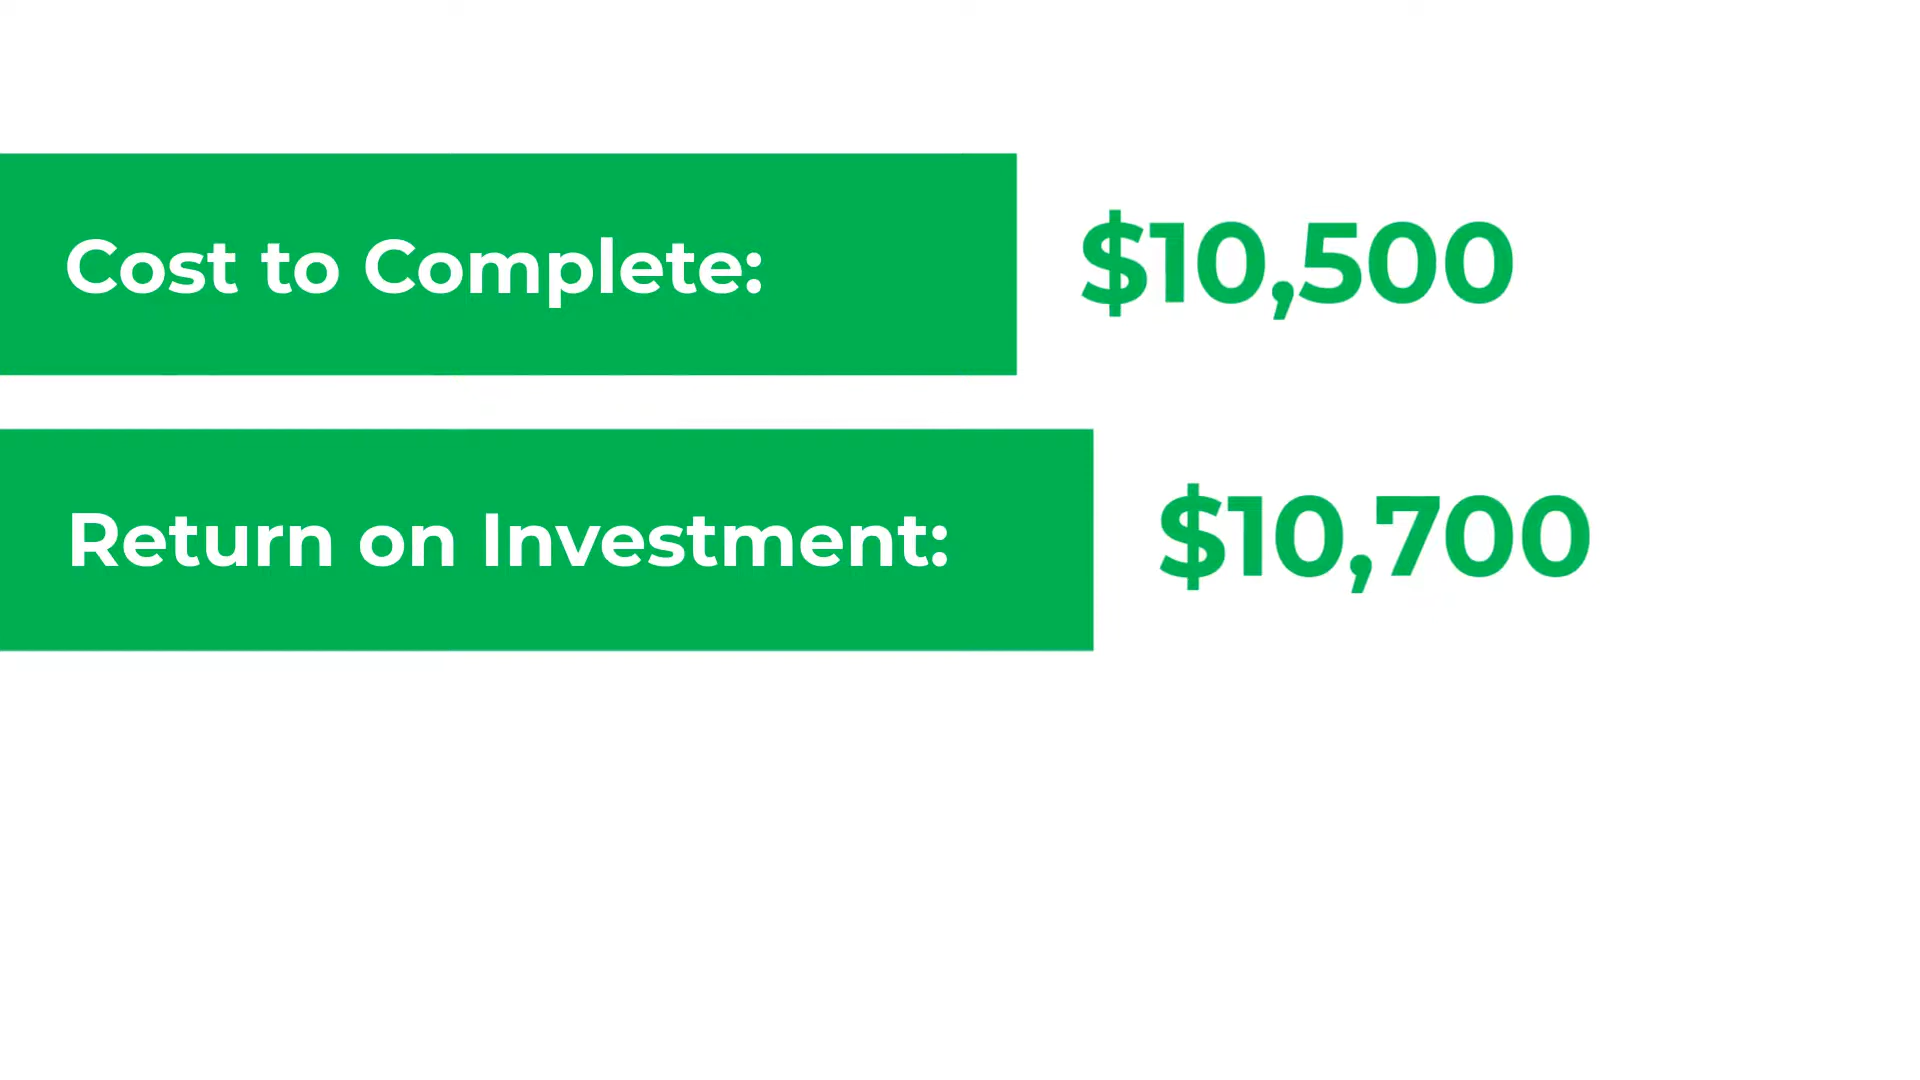 Cost to Complete: $10,500
Return on Investment: $10,700